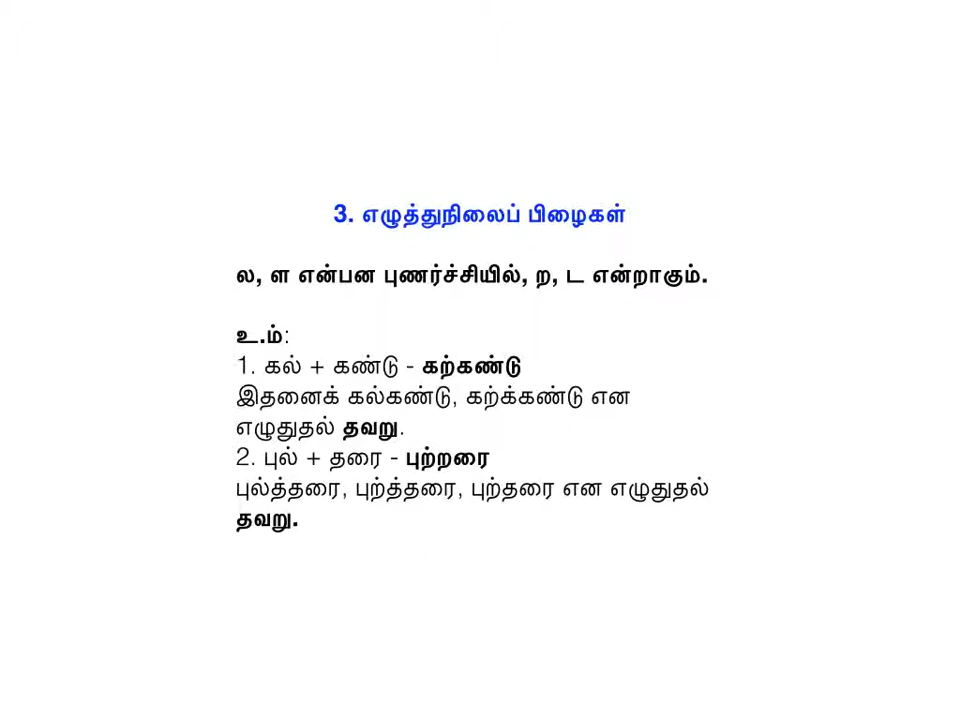 3. எழுத்துநிலைப் பிழைகள்
ல, ள என்பன புணர்ச்சியில், ற, ட என்றாகும்.
உ.ம்:
1. கல் + கண்டு - கற்கண்டு
இதனைக் கல்கண்டு, கற்க்கண்டு என
எழுதுதல் தவறு.
2. புல் + தரை - புற்றரை
புல்த்தரை, புற்த்தரை, புற்தரை என எழுதுதல்
தவறு.